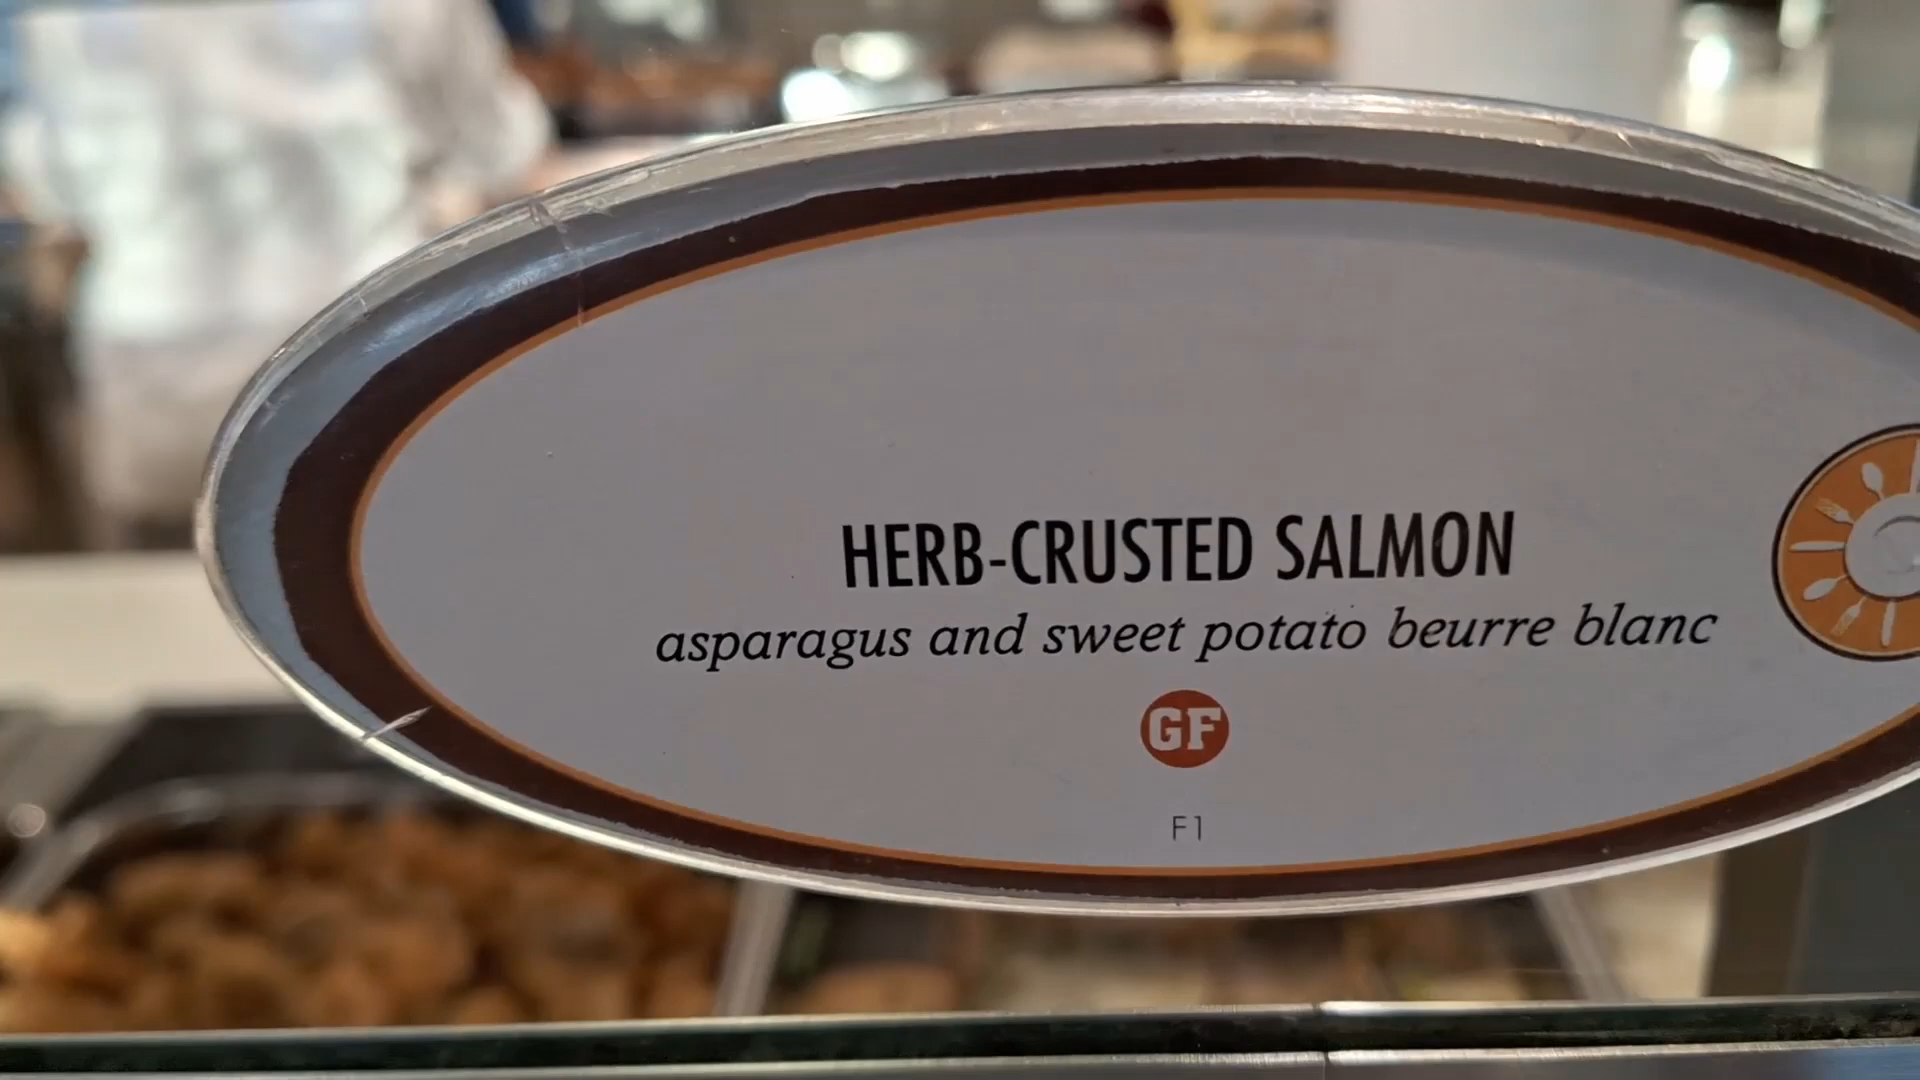 HERB-CRUSTED SALMON
asparagus and sweet potato beurre blanc
GF
F1